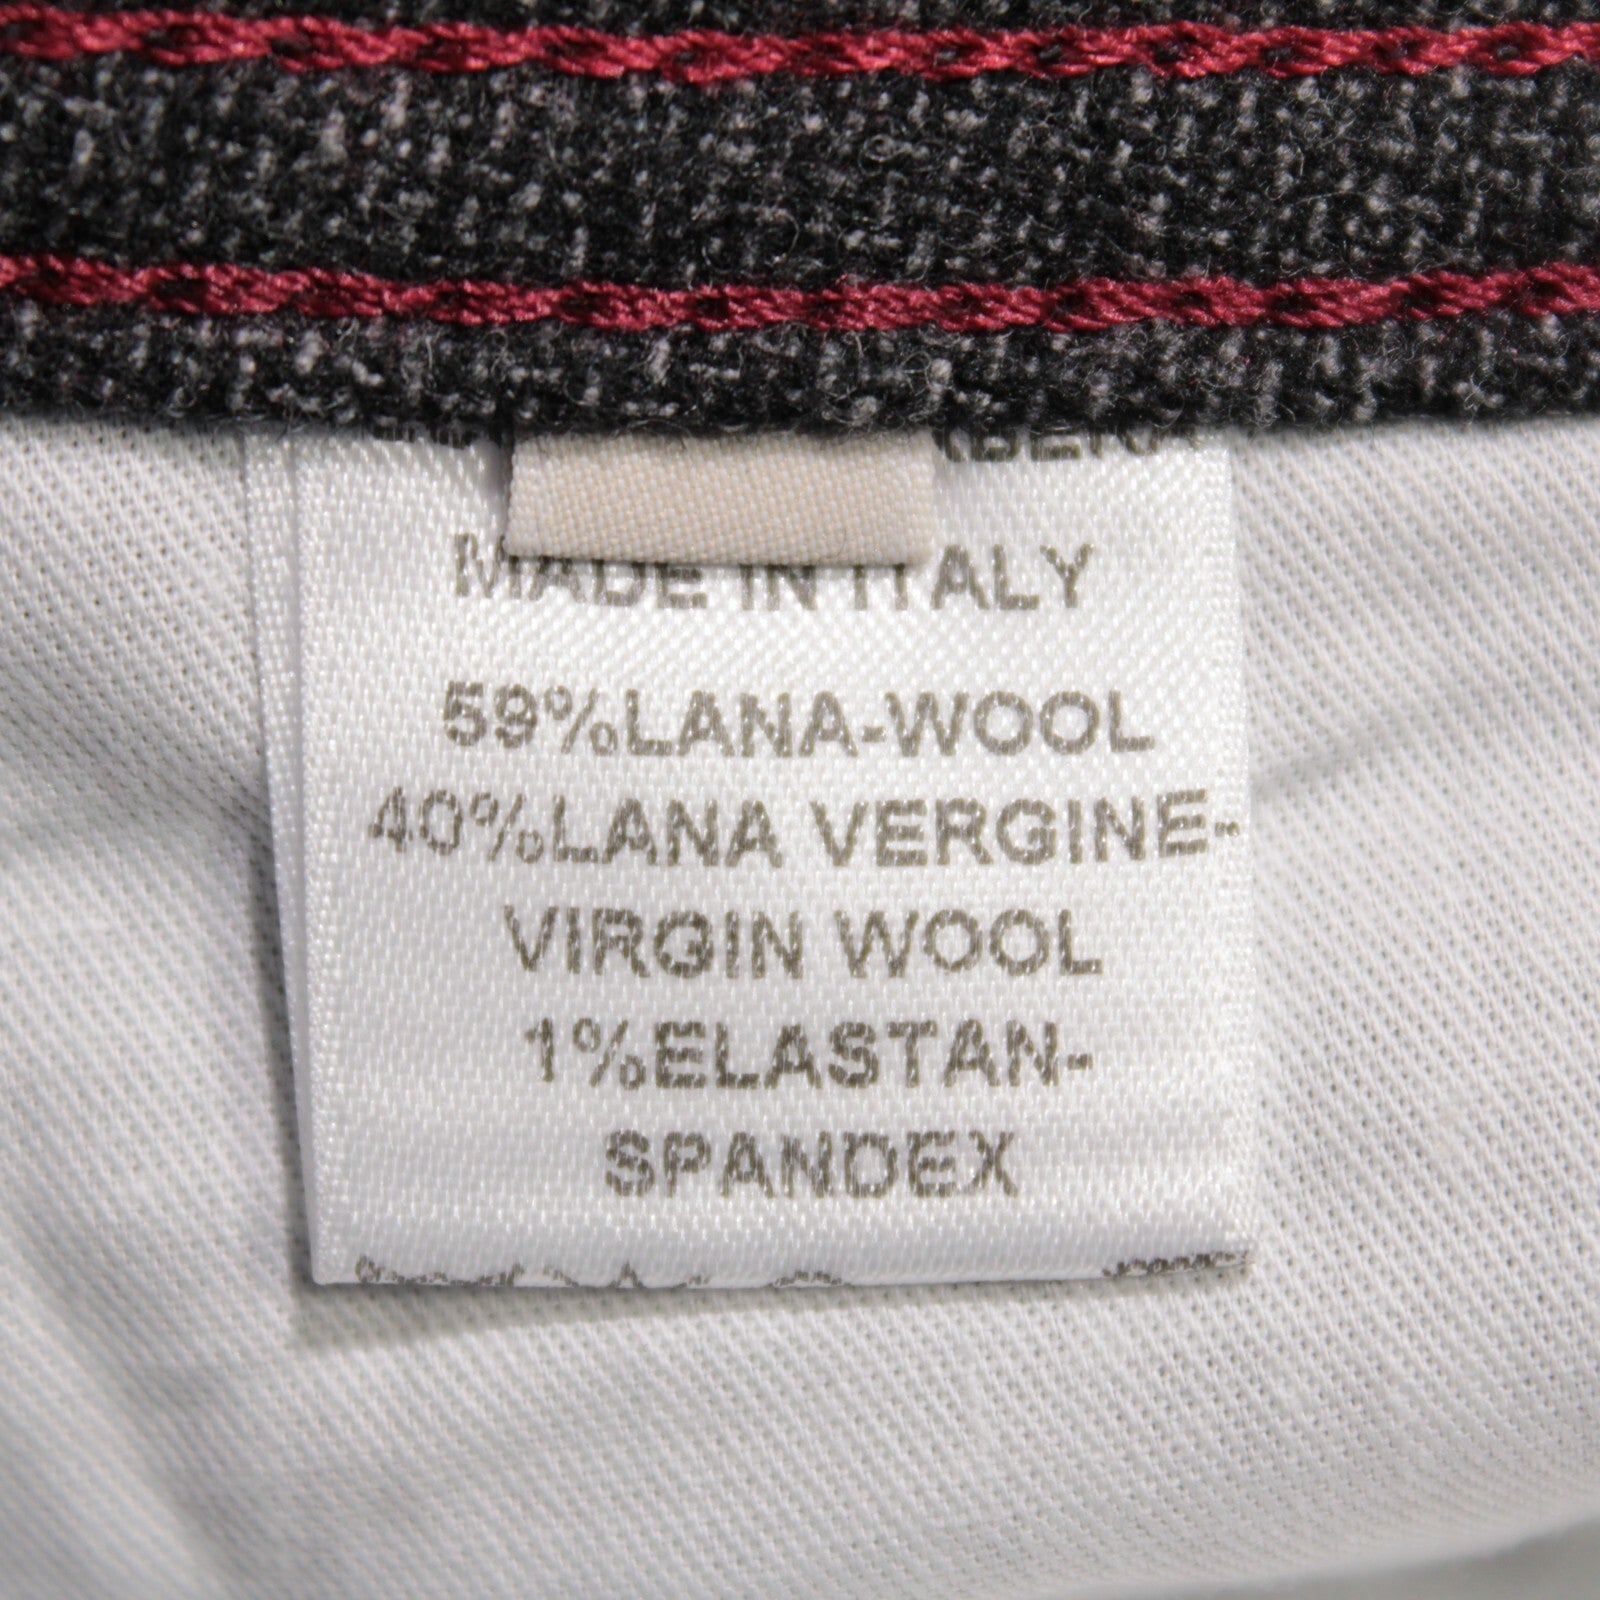 MADE IN ITALY
59%LANA-WOOL
40%LANA VERGINE-
VIRGIN WOOL
1%ELASTAN-
SPANDEX